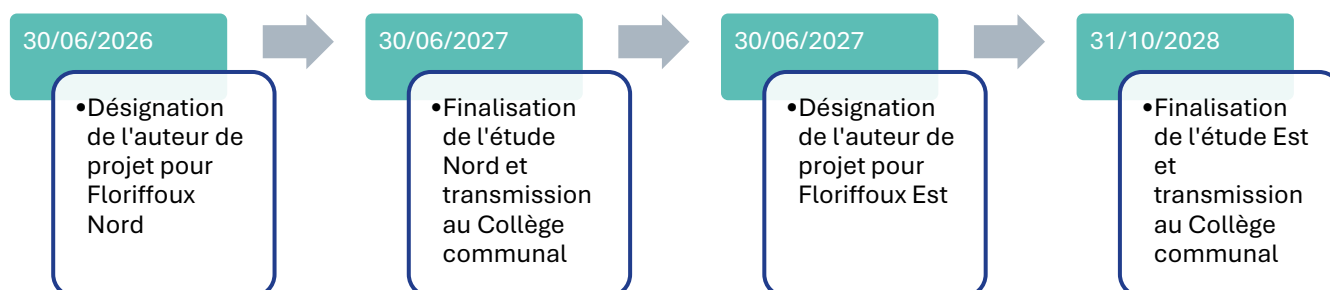 30/06/2026
•Désignation
de l'auteur de
projet pour
Floriffoux
Nord
30/06/2027
•Finalisation
de l'étude
Nord et
transmission
au Collège
communal
30/06/2027
•Désignation
de l'auteur de
projet pour
Floriffoux Est
31/10/2028
•Finalisation
de l'étude Est
et
transmission
au Collège
communal